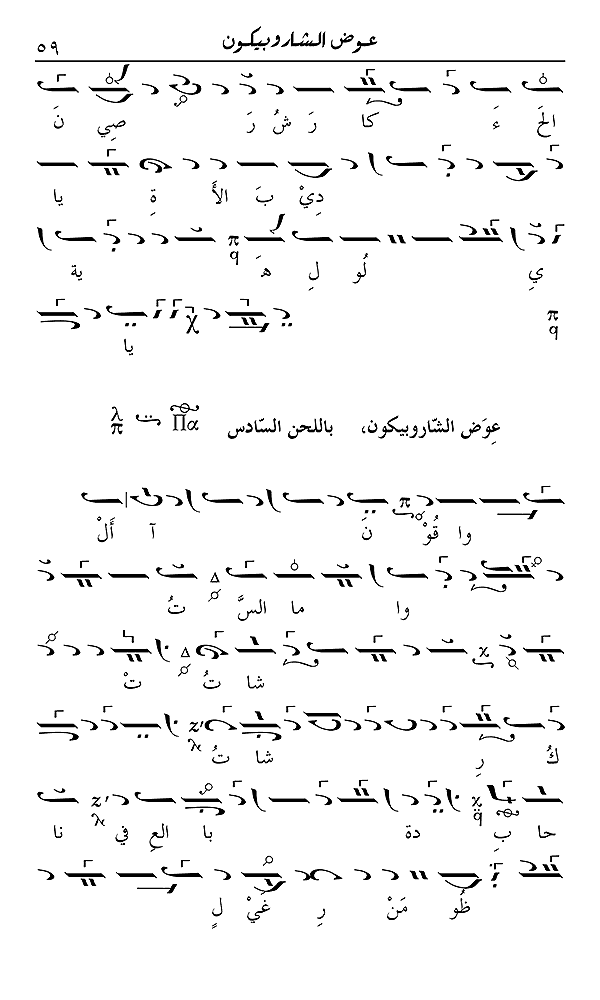 عوض الشاروبيكون ٥٩
الحَ ءَ كا رَ شُ رَ صِي نَ
دِيْ بَ الأَ ةِ يا
يِ لُو لِ هَ ية
يا
عِوَض الشّاروبيكون، باللحن السّادس
وا قُوْ نَ آ أَلْ
وا ما السَّ تُ
شا تُ تْ
كُ رِ شا تُ
حا بِ دة با العِ في نا
ظُو مَنْ رِ غَيْ لٍ